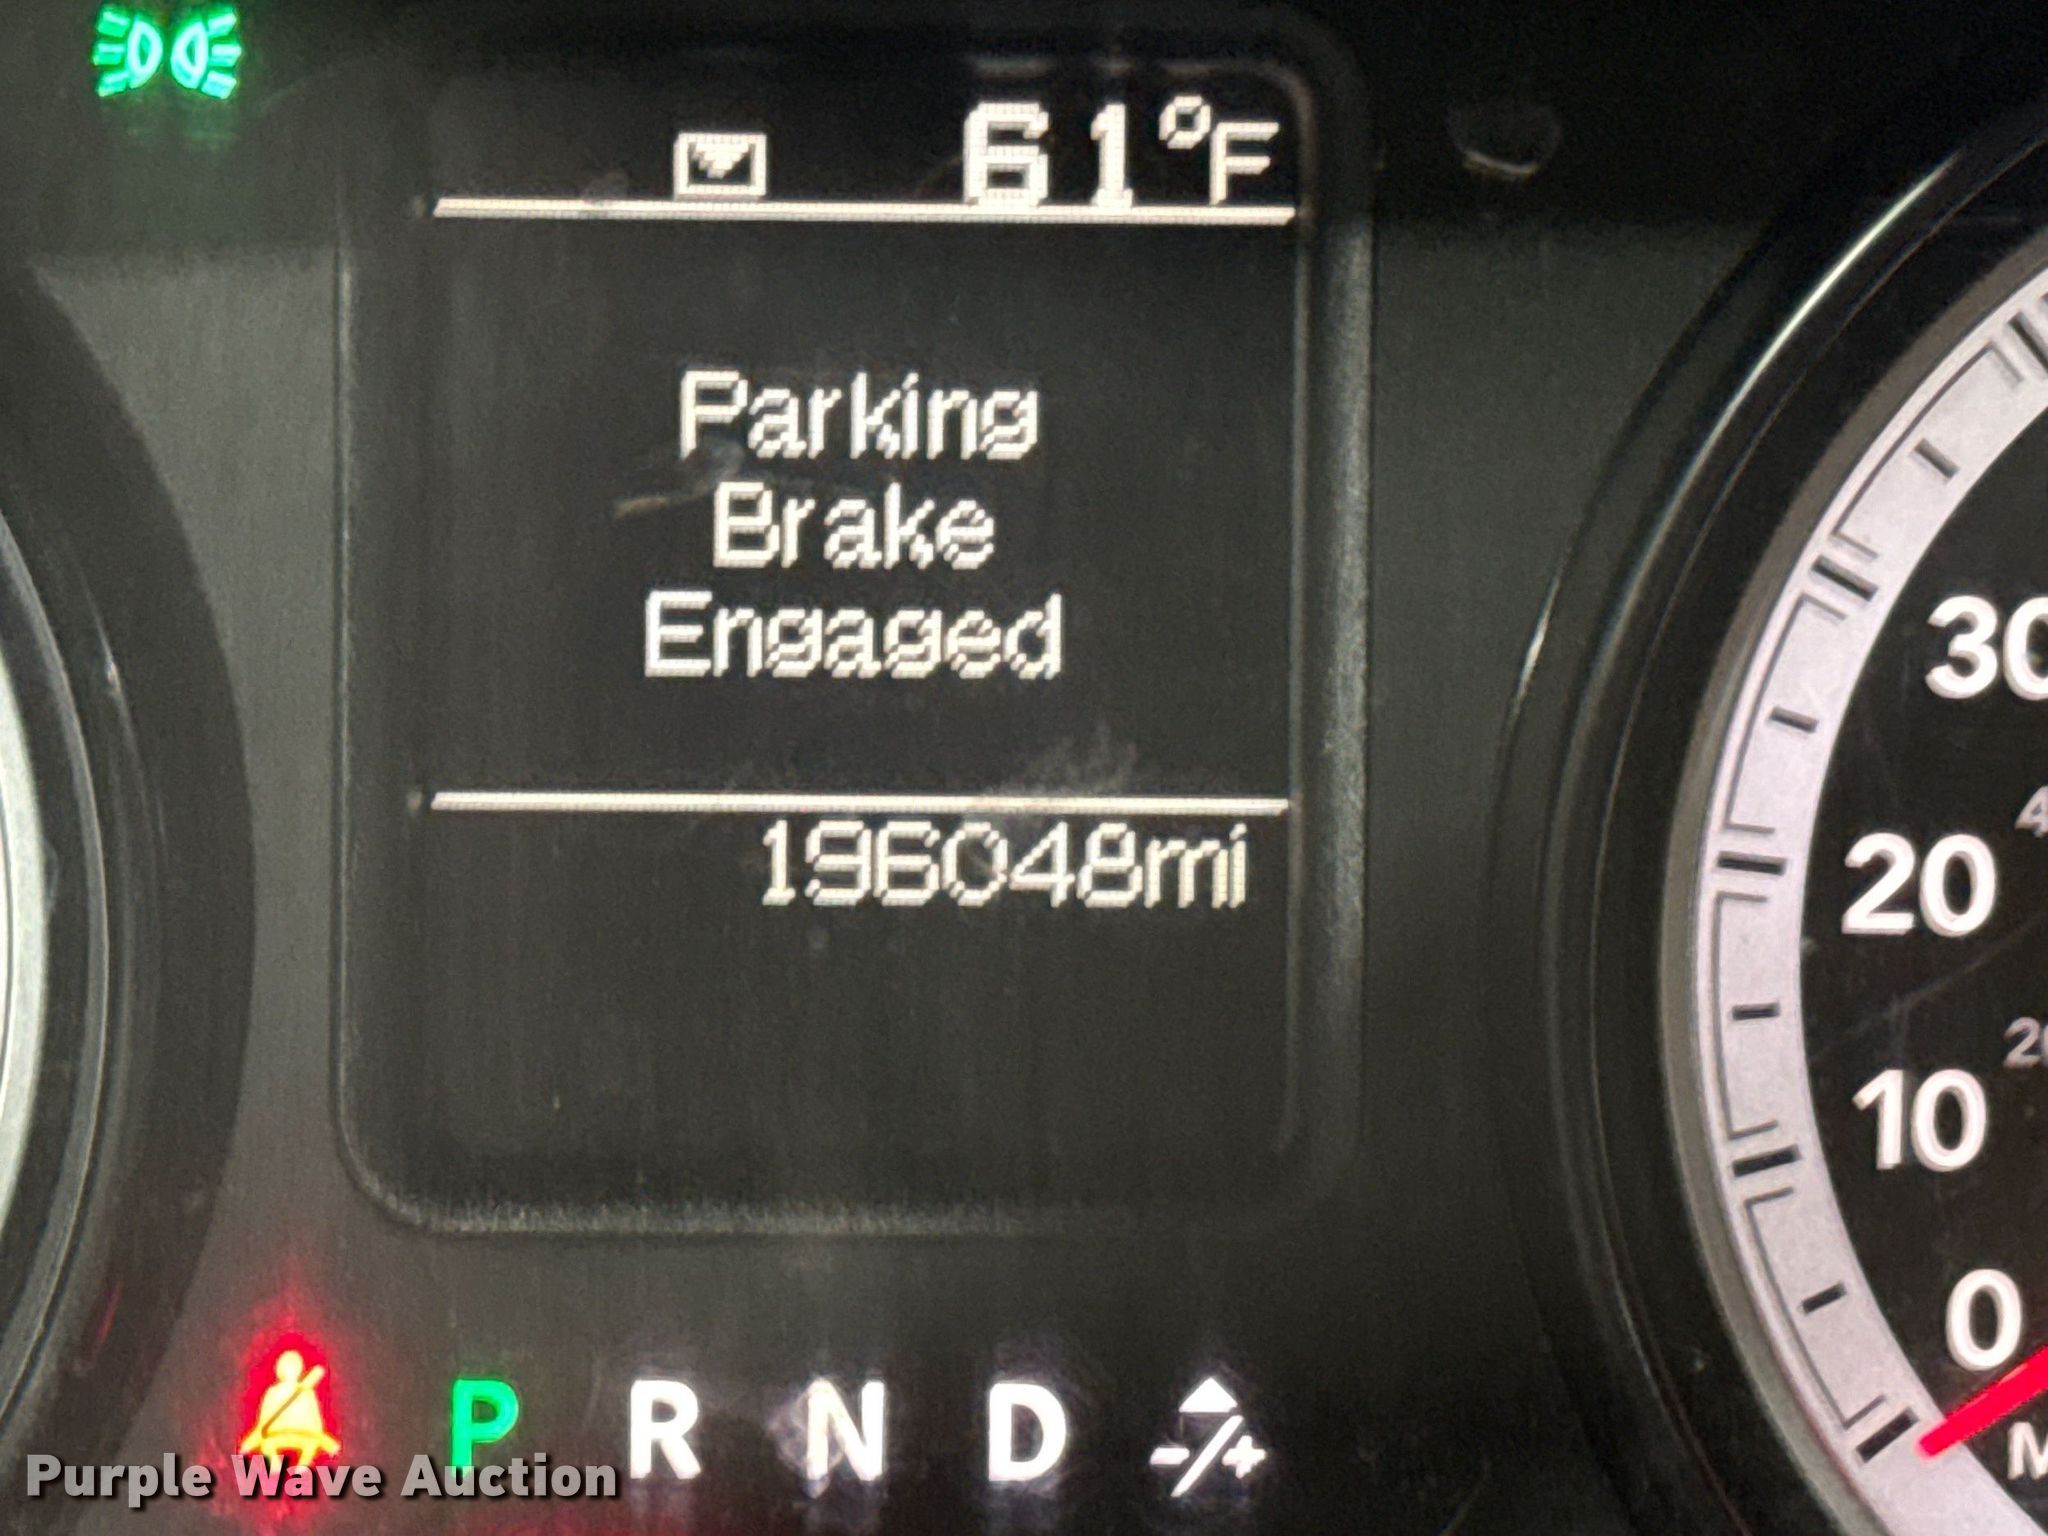 61°F
Parking
Brake
Engaged
196048mi
30
20
10
0
P R N D -/+
Purple Wave Auction